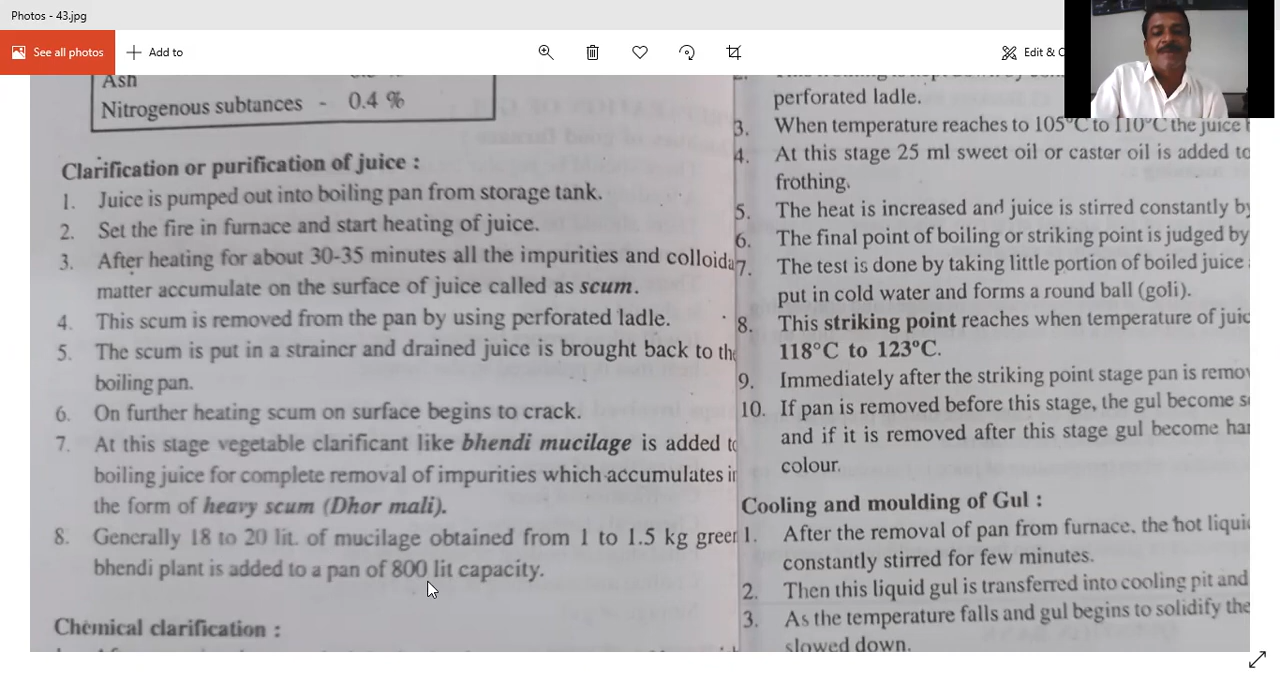 Photos - 43.jpg
See all photos
Add to
Edit & C
Ash
Nitrogenous subtances - 0.4 %
Clarification or purification of juice :
1. Juice is pumped out into boiling pan from storage tank.
2. Set the fire in furnace and start heating of juice.
3. After heating for about 30-35 minutes all the impurities and colloida
matter accumulate on the surface of juice called as scum.
4. This scum is removed from the pan by using perforated ladle.
5. The scum is put in a strainer and drained juice is brought back to the
boiling pan.
6. On further heating scum on surface begins to crack.
7. At this stage vegetable clarificant like bhendi mucilage is added to
boiling juice for complete removal of impurities which accumulates in
the form of heavy scum (Dhor mali).
8. Generally 18 to 20 lit. of mucilage obtained from 1 to 1.5 kg green
bhendi plant is added to a pan of 800 lit capacity.
Chemical clarification :
perforated ladle.
3. When temperature reaches to 105°C to 110°C the juice
4. At this stage 25 ml sweet oil or caster oil is added to
frothing.
5. The heat is increased and juice is stirred constantly by
6. The final point of boiling or striking point is judged by
7. The test is done by taking little portion of boiled juice
put in cold water and forms a round ball (goli).
8. This striking point reaches when temperature of juic
118°C to 123°C.
9. Immediately after the striking point stage pan is remov
10. If pan is removed before this stage, the gul become s
and if it is removed after this stage gul become har
colour.
Cooling and moulding of Gul :
1. After the removal of pan from furnace, the hot liquid
constantly stirred for few minutes.
2. Then this liquid gul is transferred into cooling pit and
3. As the temperature falls and gul begins to solidify the
slowed down.